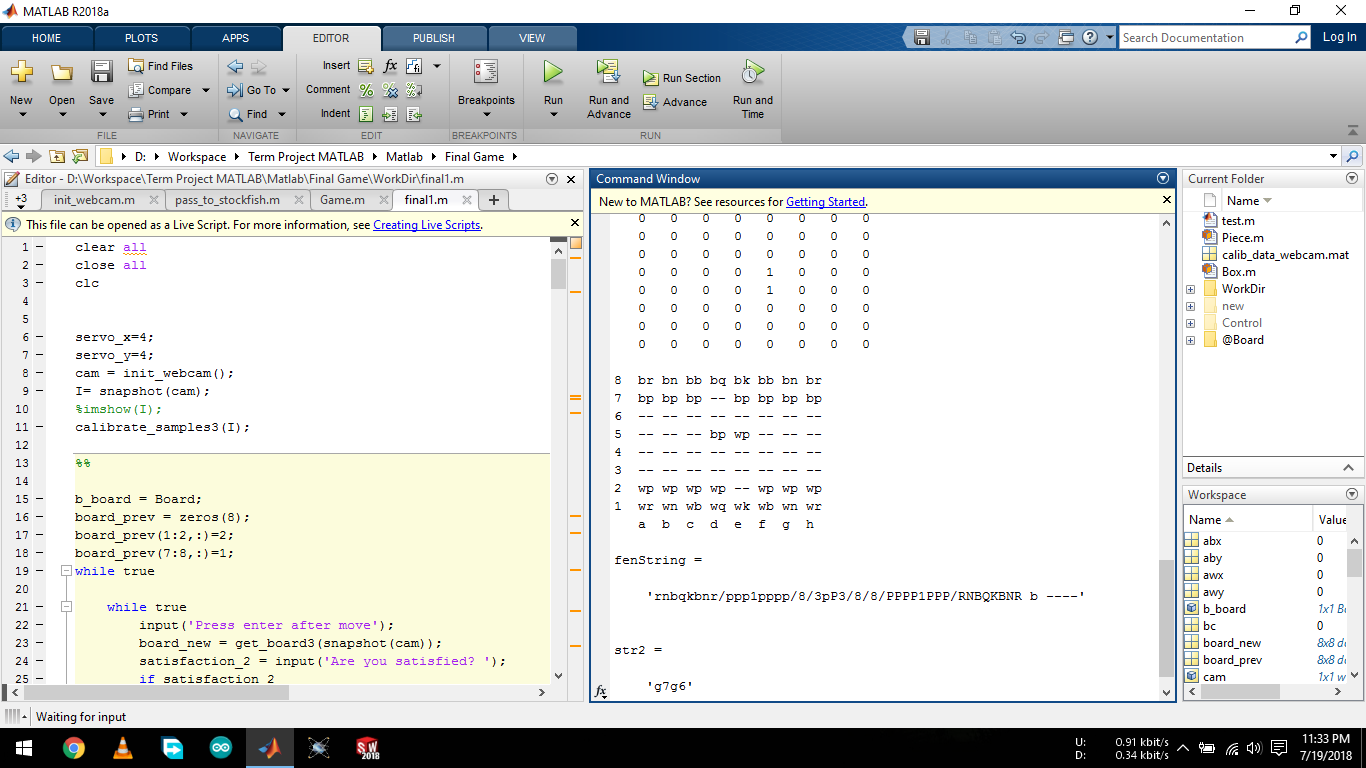 MATLAB R2018a
HOME PLOTS APPS EDITOR PUBLISH VIEW Search Documentation Log In
New Open Save Find Files Compare Print Go To Find Insert fx Comment Indent Breakpoints Run Run and Advance Run Section Advance Run and Time
FILE NAVIGATE EDIT BREAKPOINTS RUN
D: Workspace Term Project MATLAB Matlab Final Game
Editor - D:\Workspace\Term Project MATLAB\Matlab\Final Game\WorkDir\final1.m
+3 init_webcam.m pass_to_stockfish.m Game.m final1.m
This file can be opened as a Live Script. For more information, see Creating Live Scripts.
1 clear all
2 close all
3 clc
4
5
6 servo_x=4;
7 servo_y=4;
8 cam = init_webcam();
9 I= snapshot(cam);
10 %imshow(I);
11 calibrate_samples3(I);
12
13 %%
14
15 b_board = Board;
16 board_prev = zeros(8);
17 board_prev(1:2,:)=2;
18 board_prev(7:8,:)=1;
19 while true
20
21 while true
22 input('Press enter after move');
23 board_new = get_board3(snapshot(cam));
24 satisfaction_2 = input('Are you satisfied? ');
25 if satisfaction_2
Command Window
New to MATLAB? See resources for Getting Started.
0 0 0 0 0 0 0 0
0 0 0 0 0 0 0 0
0 0 0 0 0 0 0 0
0 0 0 0 1 0 0 0
0 0 0 0 1 0 0 0
0 0 0 0 0 0 0 0
0 0 0 0 0 0 0 0
0 0 0 0 0 0 0 0
8 br bn bb bq bk bb bn br
7 bp bp bp -- bp bp bp bp
6 -- -- -- -- -- -- -- --
5 -- -- -- bp wp -- -- --
4 -- -- -- -- -- -- -- --
3 -- -- -- -- -- -- -- --
2 wp wp wp wp -- wp wp wp
1 wr wn wb wq wk wb wn wr
a b c d e f g h
fenString =
'rnbqkbnr/ppp1pppp/8/3pP3/8/8/PPPP1PPP/RNBQKBNR b ----'
str2 =
'g7g6'
fx
Current Folder
Name
test.m
Piece.m
calib_data_webcam.mat
Box.m
WorkDir
new
Control
@Board
Details
Workspace
Name Value
abx 0
aby 0
awx 0
awy 0
b_board 1x1 Bo
bc 0
board_new 8x8 do
board_prev 8x8 do
cam 1x1 w
Waiting for input
SW 2018
U: 0.91 kbit/s
D: 0.34 kbit/s
11:33 PM
7/19/2018